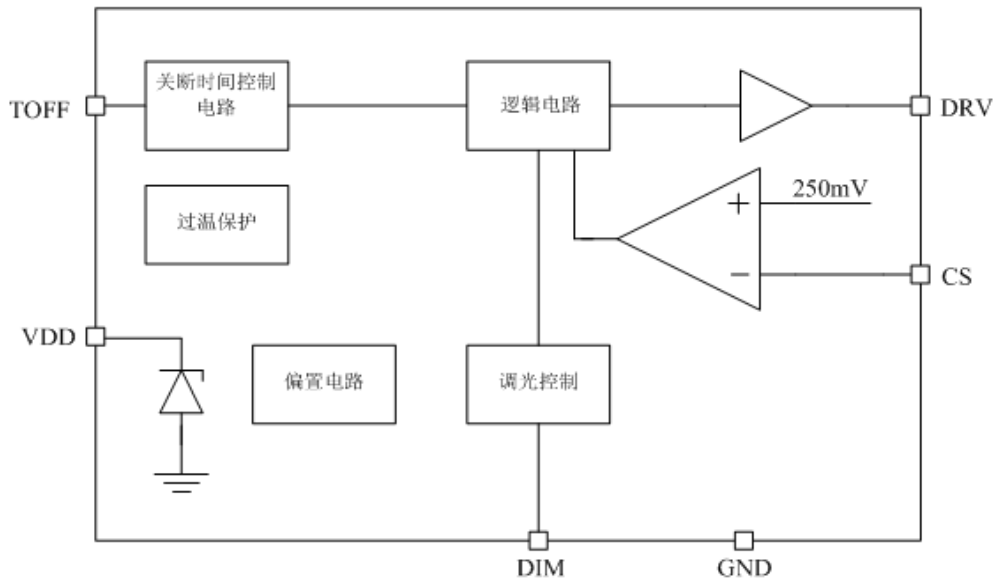 关断时间控制
电路
逻辑电路
TOFF
DRV
250mV
+
过温保护
−
CS
VDD
偏置电路
调光控制
DIM
GND